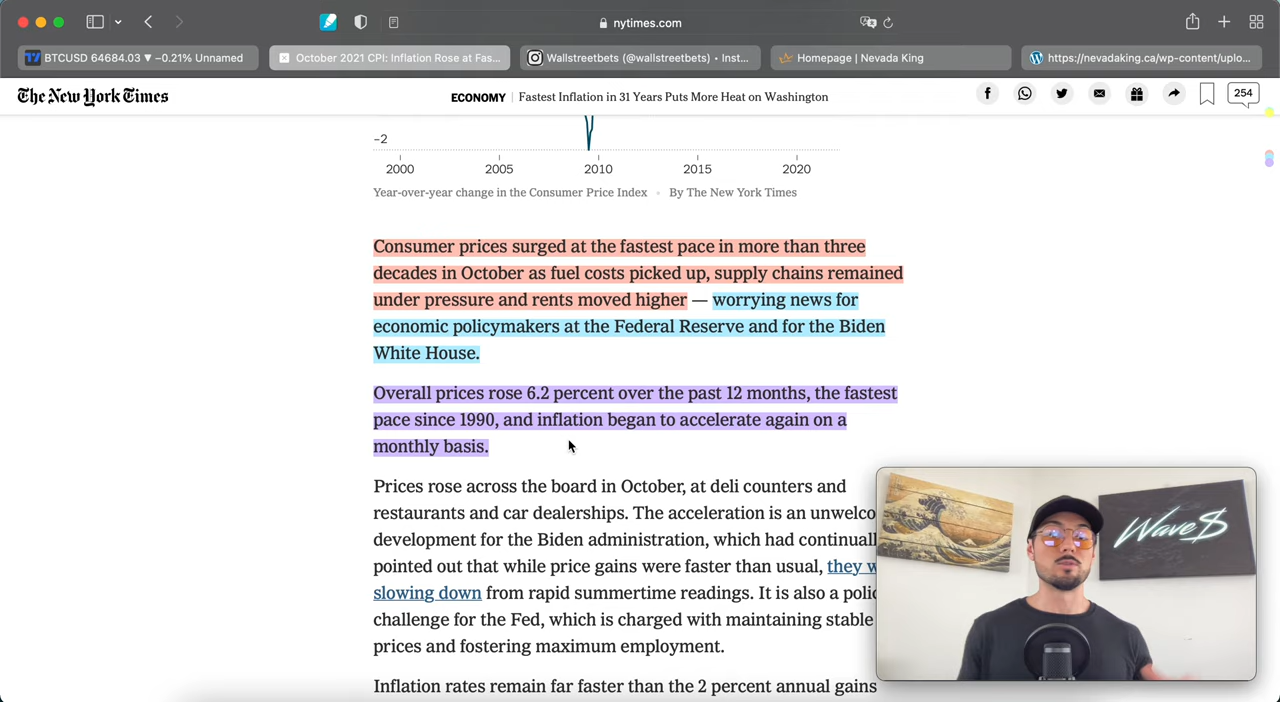 nytimes.com
BTCUSD 64684.03 ▼ −0.21% Unnamed
October 2021 CPI: Inflation Rose at Fas...
Wallstreetbets (@wallstreetbets) • Inst...
Homepage | Nevada King
https://nevadaking.ca/wp-content/uplo...
The New York Times
ECONOMY | Fastest Inflation in 31 Years Puts More Heat on Washington
254
−2
2000 2005 2010 2015 2020
Year-over-year change in the Consumer Price Index • By The New York Times
Consumer prices surged at the fastest pace in more than three
decades in October as fuel costs picked up, supply chains remained
under pressure and rents moved higher — worrying news for
economic policymakers at the Federal Reserve and for the Biden
White House.
Overall prices rose 6.2 percent over the past 12 months, the fastest
pace since 1990, and inflation began to accelerate again on a
monthly basis.
Prices rose across the board in October, at deli counters and
restaurants and car dealerships. The acceleration is an unwelco
development for the Biden administration, which had continuall
pointed out that while price gains were faster than usual, they w
slowing down from rapid summertime readings. It is also a polic
challenge for the Fed, which is charged with maintaining stable
prices and fostering maximum employment.
Inflation rates remain far faster than the 2 percent annual gains
Wave$